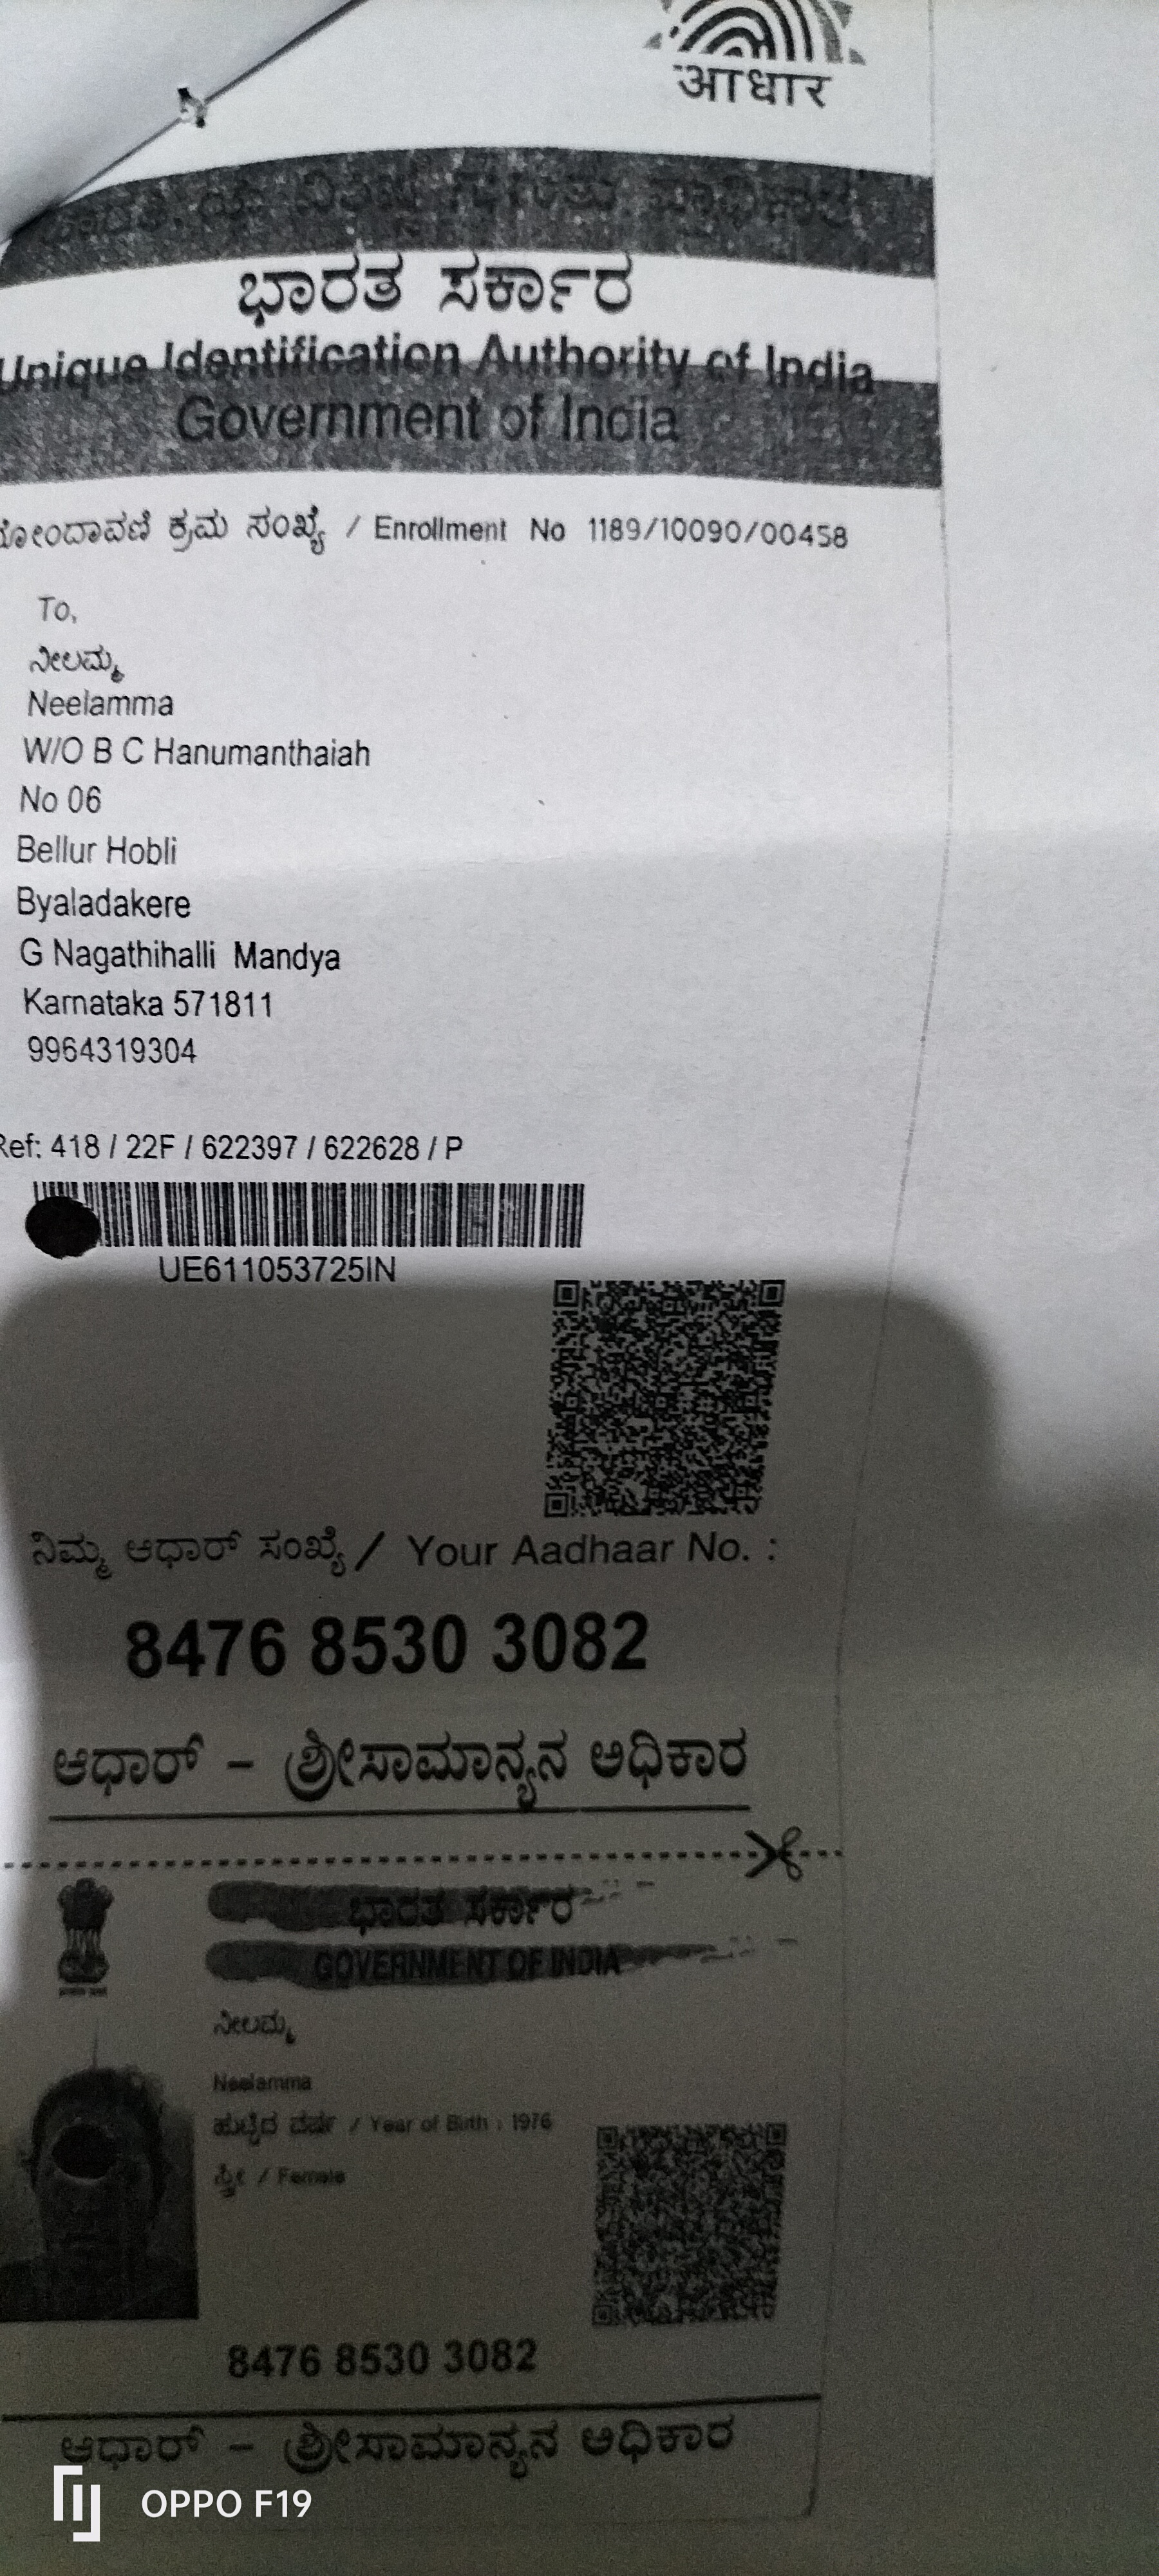 आधार
ಭಾರತ ಸರ್ಕಾರ
Unique Identification Authority of India
Government of India
ನೋಂದಾವಣಿ ಕ್ರಮ ಸಂಖ್ಯೆ / Enrollment No 1189/10090/00458
To,
ನೀಲಮ್ಮ
Neelamma
W/O B C Hanumanthaiah
No 06
Bellur Hobli
Byaladakere
G Nagathihalli Mandya
Karnataka 571811
9964319304
Ref: 418 / 22F / 622397 / 622628 / P
UE611053725IN
ನಿಮ್ಮ ಆಧಾರ್ ಸಂಖ್ಯೆ / Your Aadhaar No. :
8476 8530 3082
ಆಧಾರ್ – ಶ್ರೀಸಾಮಾನ್ಯನ ಅಧಿಕಾರ
ಭಾರತ ಸರ್ಕಾರ
GOVERNMENT OF INDIA
ನೀಲಮ್ಮ
Neelamma
ಹುಟ್ಟಿದ ವರ್ಷ / Year of Birth : 1976
ಸ್ತ್ರೀ / Female
8476 8530 3082
ಆಧಾರ್ – ಶ್ರೀಸಾಮಾನ್ಯನ ಅಧಿಕಾರ
OPPO F19